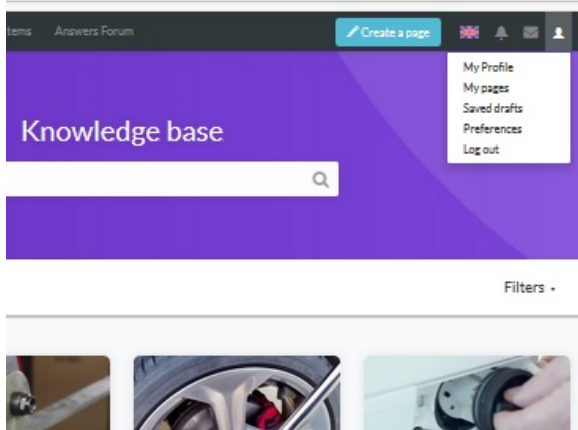 tems Answers Forum Create a page
My Profile
My pages
Saved drafts
Preferences
Log out
Knowledge base
Filters